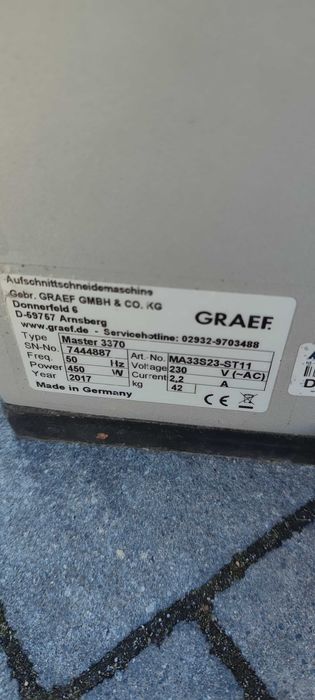 Aufschnittschneidemaschine
Gebr. GRAEF GMBH & CO. KG
Donnerfeld 6
D-59757 Arnsberg
GRAEF
www.graef.de - Servicehotline: 02932-9703488
Type Master 3370
SN-No. 7444887 Art.-No. MA33S23-ST11
Freq. 50 Hz Voltage 230 V (~AC)
Power 450 W Current 2,2 A
Year 2017 kg 42
Made in Germany CE